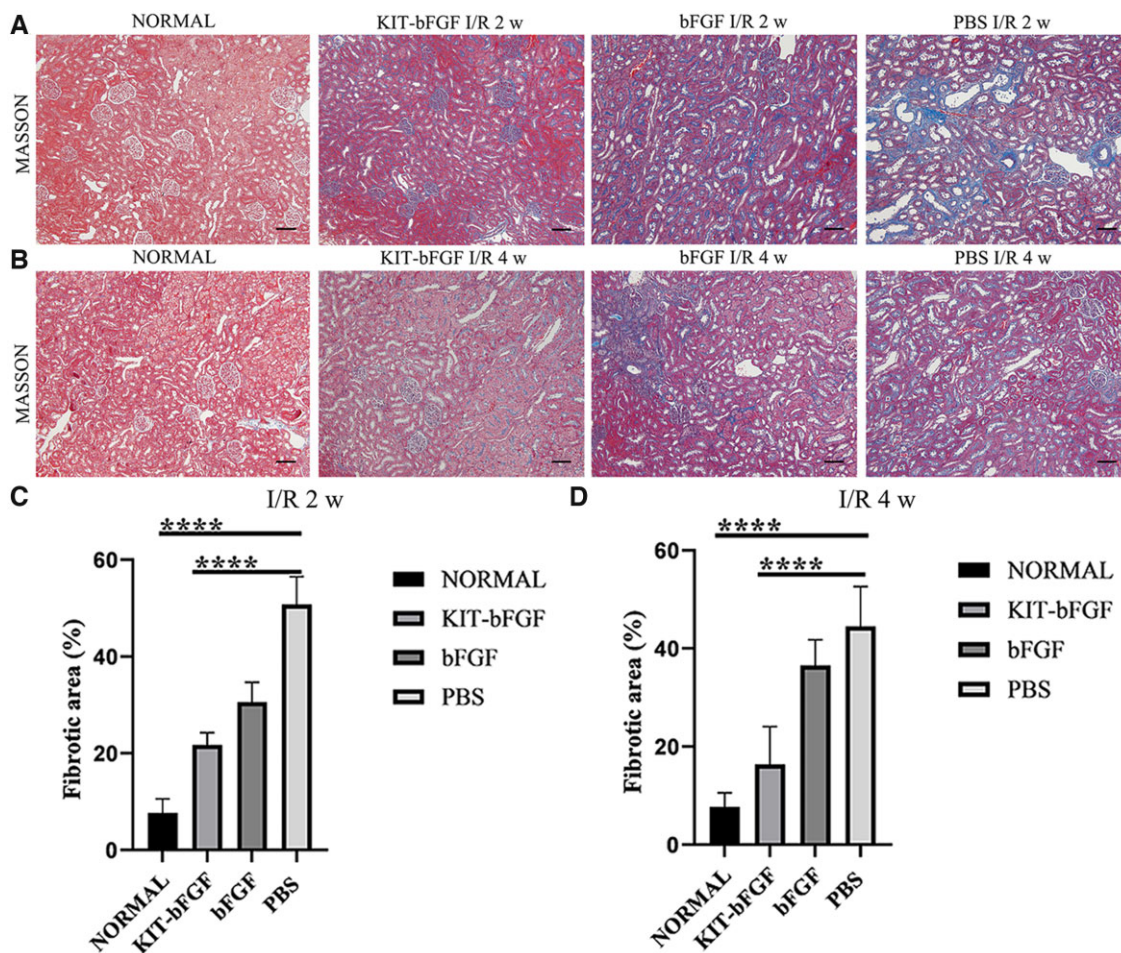 A
NORMAL
KIT-bFGF I/R 2 w
bFGF I/R 2 w
PBS I/R 2 w
MASSON
B
NORMAL
KIT-bFGF I/R 4 w
bFGF I/R 4 w
PBS I/R 4 w
MASSON
C
I/R 2 w
****
****
60
40
20
0
Fibrotic area (%)
NORMAL
KIT-bFGF
bFGF
PBS
NORMAL
KIT-bFGF
bFGF
PBS
D
I/R 4 w
****
****
60
40
20
0
Fibrotic area (%)
NORMAL
KIT-bFGF
bFGF
PBS
NORMAL
KIT-bFGF
bFGF
PBS